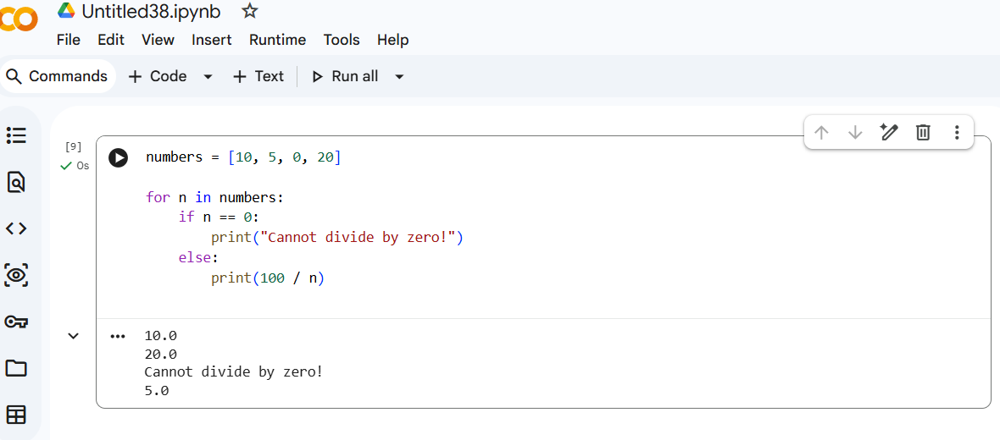 Untitled38.ipynb
File Edit View Insert Runtime Tools Help
Commands + Code + Text Run all
[9]
0s
numbers = [10, 5, 0, 20]
for n in numbers:
    if n == 0:
        print("Cannot divide by zero!")
    else:
        print(100 / n)
10.0
20.0
Cannot divide by zero!
5.0